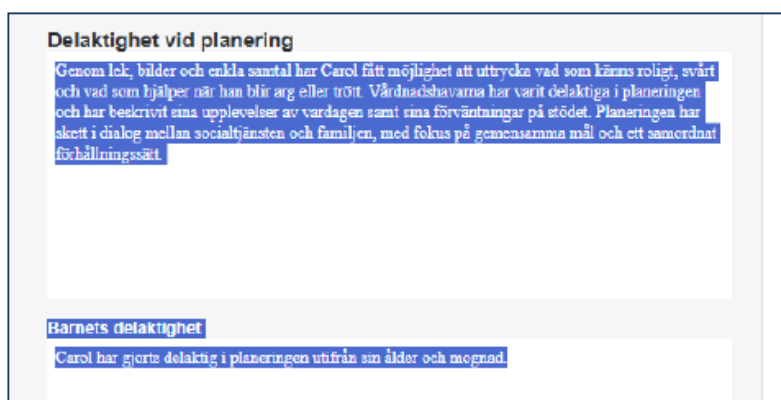 Delaktighet vid planering
Genom lek, bilder och enkla samtal har Carol fått möjlighet att uttrycka vad som känns roligt, svårt
och vad som hjälper när han blir arg eller trött. Vårdnadshavarna har varit delaktiga i planeringen
och har beskrivit sina upplevelser av vardagen samt sina förväntningar på stödet. Planeringen har
skett i dialog mellan socialtjänsten och familjen, med fokus på gemensamma mål och ett samordnat
förhållningssätt.
Barnets delaktighet
Carol har gjorts delaktig i planeringen utifrån sin ålder och mognad.